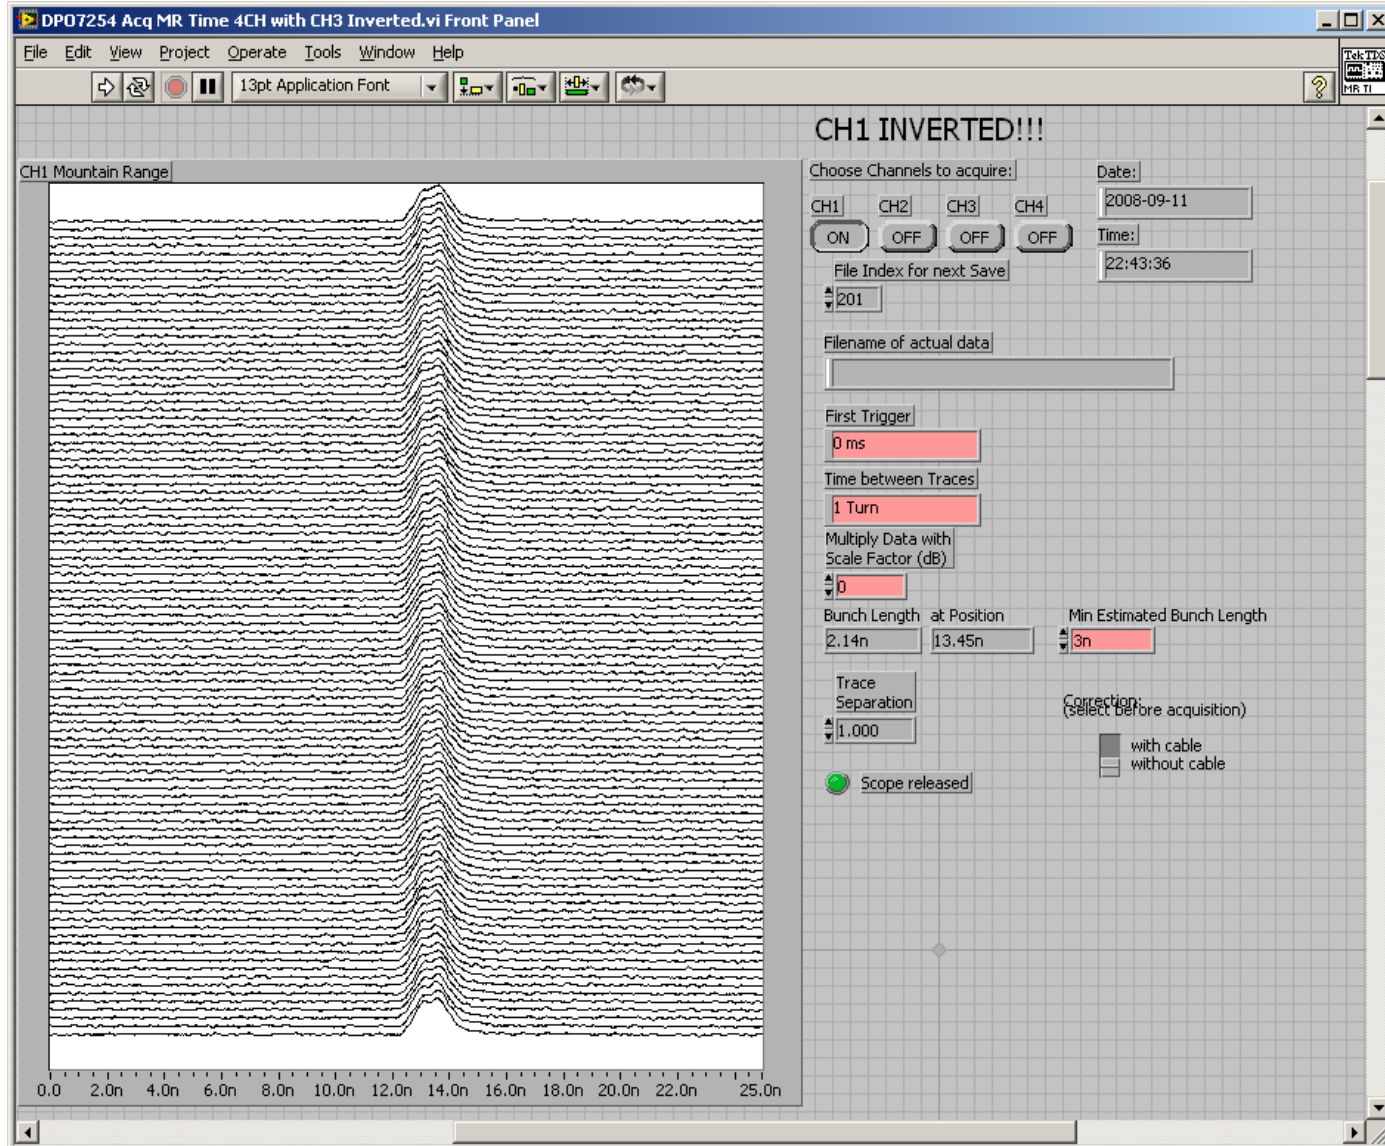 DPO7254 Acq MR Time 4CH with CH3 Inverted.vi Front Panel
File Edit View Project Operate Tools Window Help
13pt Application Font
TekTDS
MR TI
CH1 INVERTED!!!
CH1 Mountain Range
Choose Channels to acquire:
Date:
2008-09-11
CH1 CH2 CH3 CH4
ON OFF OFF OFF
Time:
22:43:36
File Index for next Save
201
Filename of actual data
First Trigger
0 ms
Time between Traces
1 Turn
Multiply Data with
Scale Factor (dB)
0
Bunch Length at Position Min Estimated Bunch Length
2.14n 13.45n 3n
Trace
Separation
1.000
Correction:
(select before acquisition)
with cable
without cable
Scope released
0.0 2.0n 4.0n 6.0n 8.0n 10.0n 12.0n 14.0n 16.0n 18.0n 20.0n 22.0n 25.0n